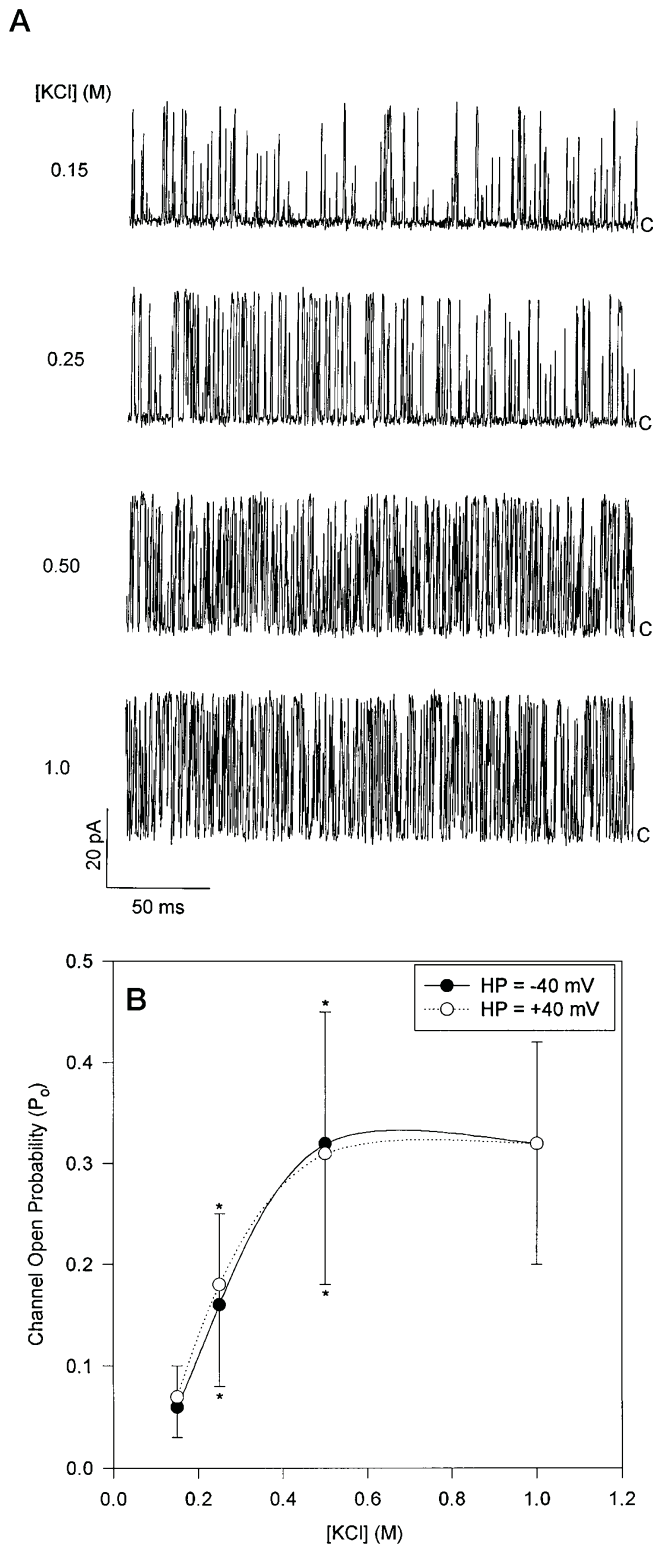 A
[KCl] (M)
0.15
C
0.25
C
0.50
C
1.0
C
20 pA
50 ms
B
HP = -40 mV
HP = +40 mV
0.5
0.4
0.3
0.2
0.1
0.0
*
*
*
*
Channel Open Probability (Po)
0.0 0.2 0.4 0.6 0.8 1.0 1.2
[KCl] (M)